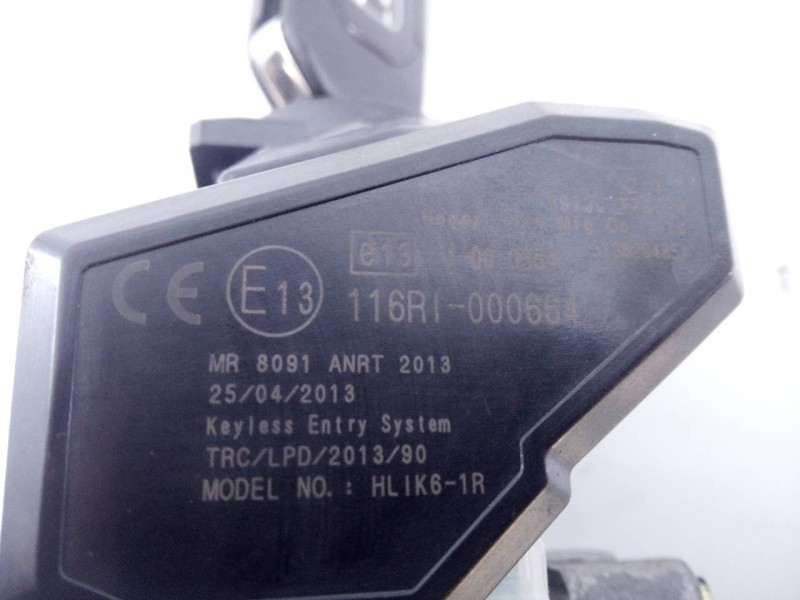 CE E13 e13
116RI-000664
MR 8091 ANRT 2013
25/04/2013
Keyless Entry System
TRC/LPD/2013/90
MODEL NO.: HLIK6-1R